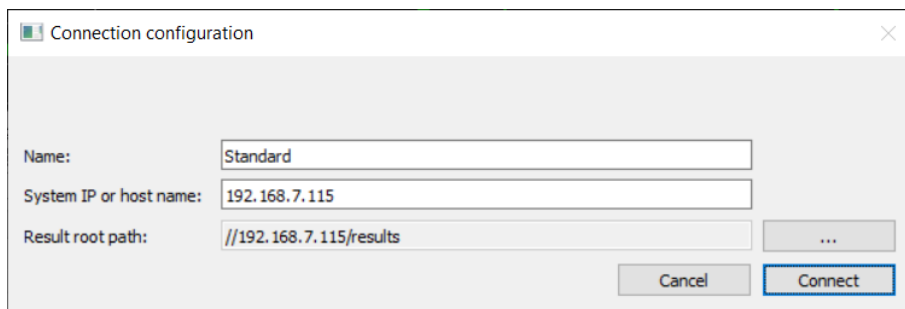 Connection configuration
Name: Standard
System IP or host name: 192.168.7.115
Result root path: //192.168.7.115/results ...
Cancel Connect